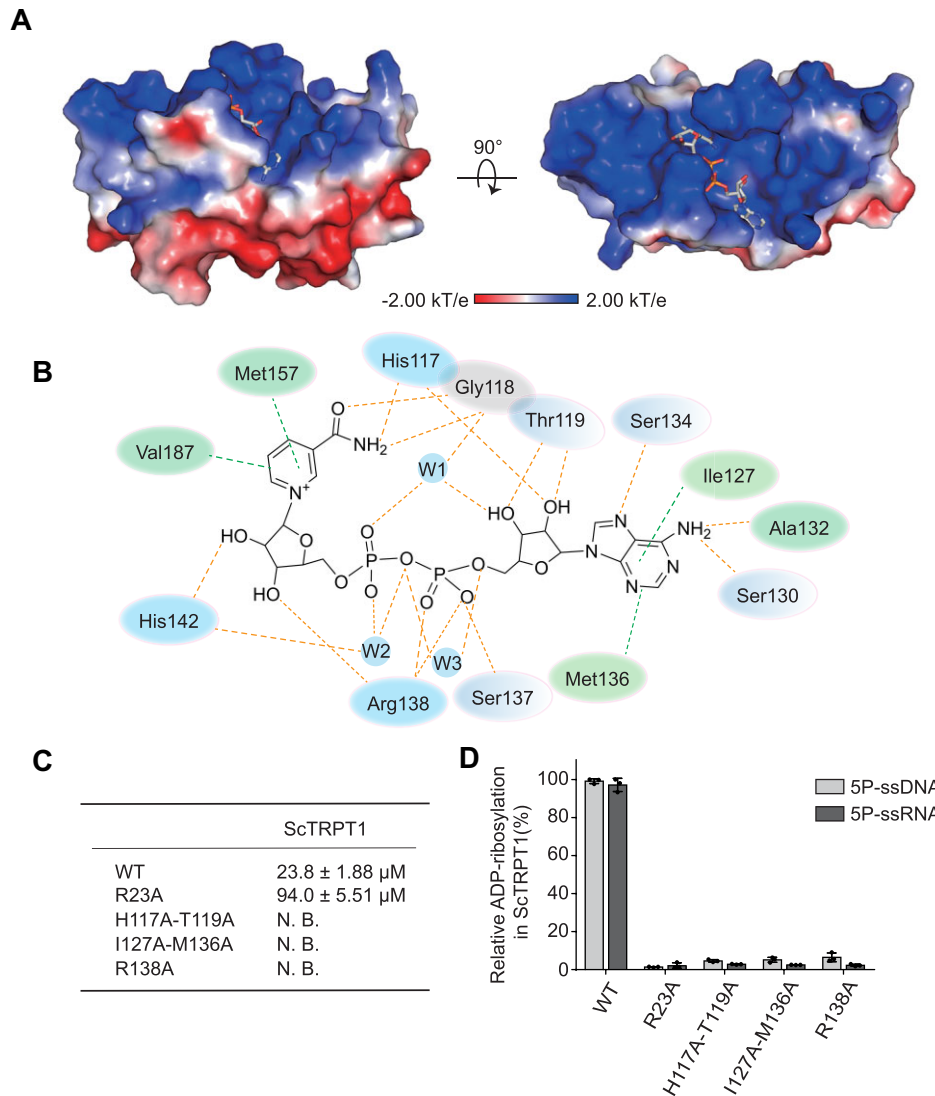 A
90°
-2.00 kT/e 2.00 kT/e
B
Met157
His117
Gly118
Thr119
Ser134
Val187
Ile127
Ala132
Ser130
Met136
His142
Arg138
Ser137
W1
W2
W3
O
NH2
N+
HO
O
HO
O
O
P
O
O
P
O
O
O
HO
OH
O
N
N
N
N
NH2
C
ScTRPT1
WT 23.8 ± 1.88 µM
R23A 94.0 ± 5.51 µM
H117A-T119A N. B.
I127A-M136A N. B.
R138A N. B.
D
Relative ADP-ribosylation
in ScTRPT1(%)
100
80
60
40
20
0
WT
R23A
H117A-T119A
I127A-M136A
R138A
5P-ssDNA
5P-ssRNA